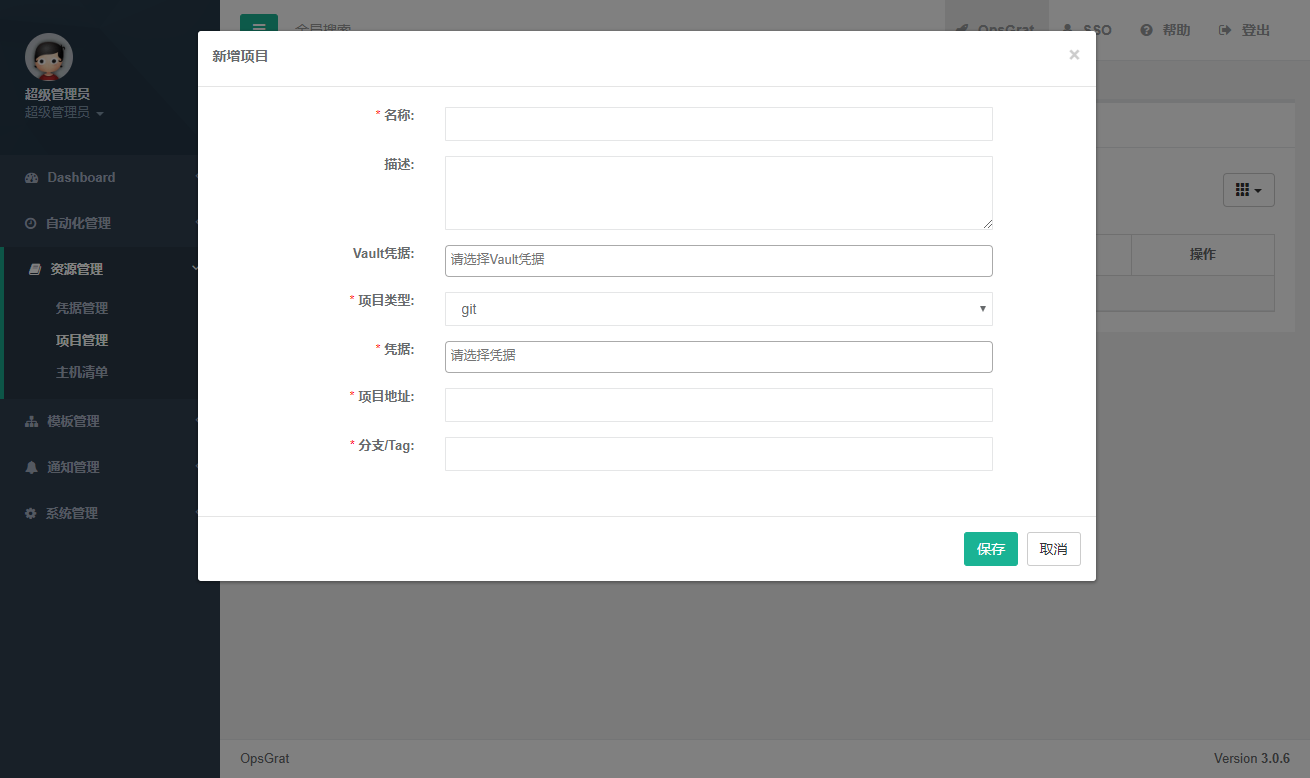 全局搜索
OpsGrat
SSO
帮助
登出
超级管理员
超级管理员
Dashboard
自动化管理
资源管理
凭据管理
项目管理
主机清单
模板管理
通知管理
系统管理
新增项目
×
* 名称:
描述:
Vault凭据:
请选择Vault凭据
* 项目类型:
git
* 凭据:
请选择凭据
* 项目地址:
* 分支/Tag:
保存
取消
操作
OpsGrat
Version 3.0.6